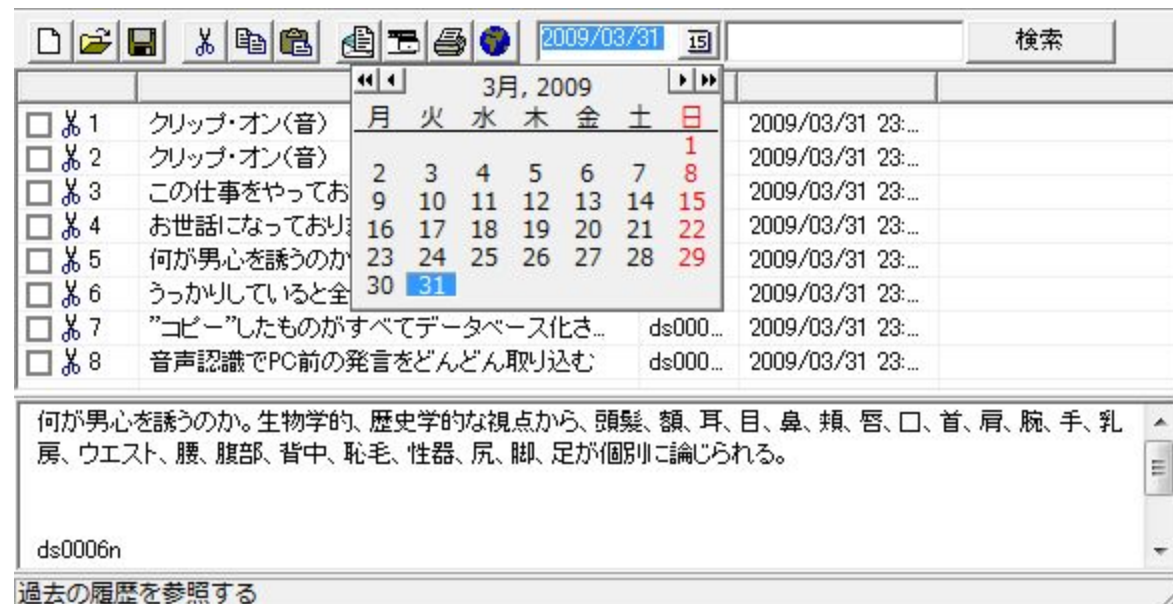 2009/03/31 15 検索
3月, 2009
月 火 水 木 金 土 日
1
2 3 4 5 6 7 8
9 10 11 12 13 14 15
16 17 18 19 20 21 22
23 24 25 26 27 28 29
30 31
1 クリップ・オン(音) 2009/03/31 23:...
2 クリップ・オン(音) 2009/03/31 23:...
3 この仕事をやってお 2009/03/31 23:...
4 お世話になっており 2009/03/31 23:...
5 何が男心を誘うのか 2009/03/31 23:...
6 うっかりしていると全 2009/03/31 23:...
7 ”コピー”したものがすべてデータベース化さ... ds000... 2009/03/31 23:...
8 音声認識でPC前の発言をどんどん取り込む ds000... 2009/03/31 23:...
何が男心を誘うのか。生物学的、歴史学的な視点から、頭髪、額、耳、目、鼻、頬、唇、口、首、肩、腕、手、乳
房、ウエスト、腰、腹部、背中、恥毛、性器、尻、脚、足が個別に論じられる。
ds0006n
過去の履歴を参照する